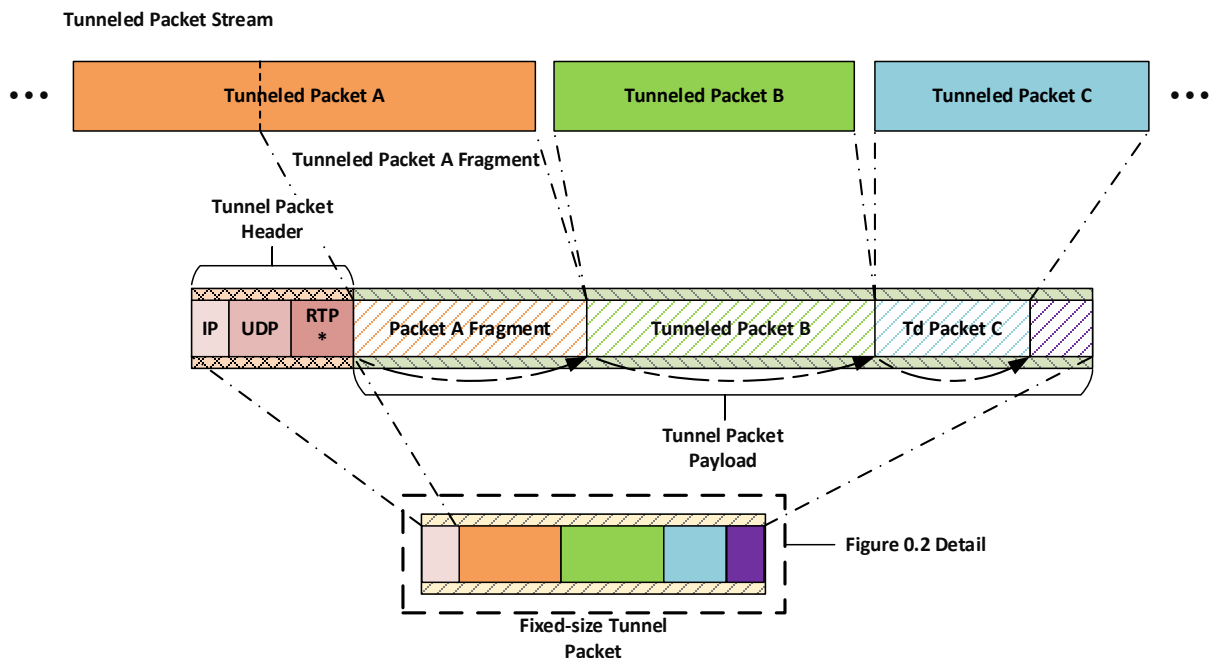 Tunneled Packet Stream
••• Tunneled Packet A Tunneled Packet B Tunneled Packet C •••
Tunneled Packet A Fragment
Tunnel Packet
Header
IP UDP RTP
*
Packet A Fragment Tunneled Packet B Td Packet C
Tunnel Packet
Payload
Figure 0.2 Detail
Fixed-size Tunnel
Packet